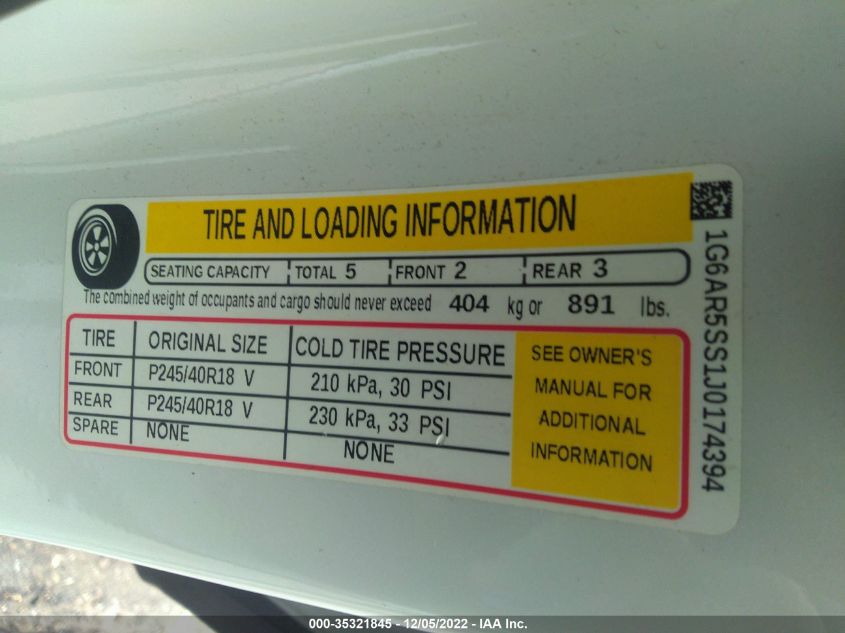 TIRE AND LOADING INFORMATION
SEATING CAPACITY TOTAL 5 FRONT 2 REAR 3
The combined weight of occupants and cargo should never exceed 404 kg or 891 lbs.
TIRE ORIGINAL SIZE COLD TIRE PRESSURE
FRONT P245/40R18 V 210 kPa, 30 PSI
REAR P245/40R18 V 230 kPa, 33 PSI
SPARE NONE NONE
SEE OWNER'S
MANUAL FOR
ADDITIONAL
INFORMATION
1G6AR5SS1J0174394
000-35321845 - 12/05/2022 - IAA Inc.